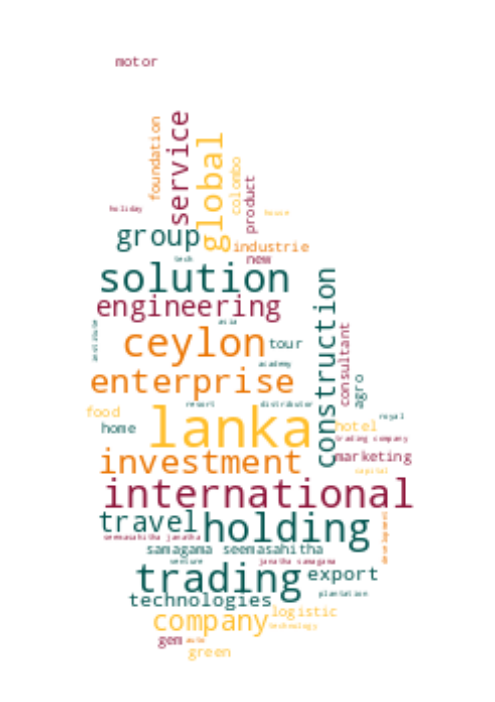 motor
foundation
service
global
colombo
product
holiday
house
group
industrie
tech
new
solution
construction
engineering
asia
institute
consultant
ceylon
tour
academy
enterprise
agro
resort
distributor
food
lanka
royal
home
hotel
trading company
investment
marketing
capital
international
travel
holding
development
seemasahitha janatha
samagama seemasahitha
venture
janatha samagama
trading
export
technologies
plantation
company
logistic
technology
gem
auto
green